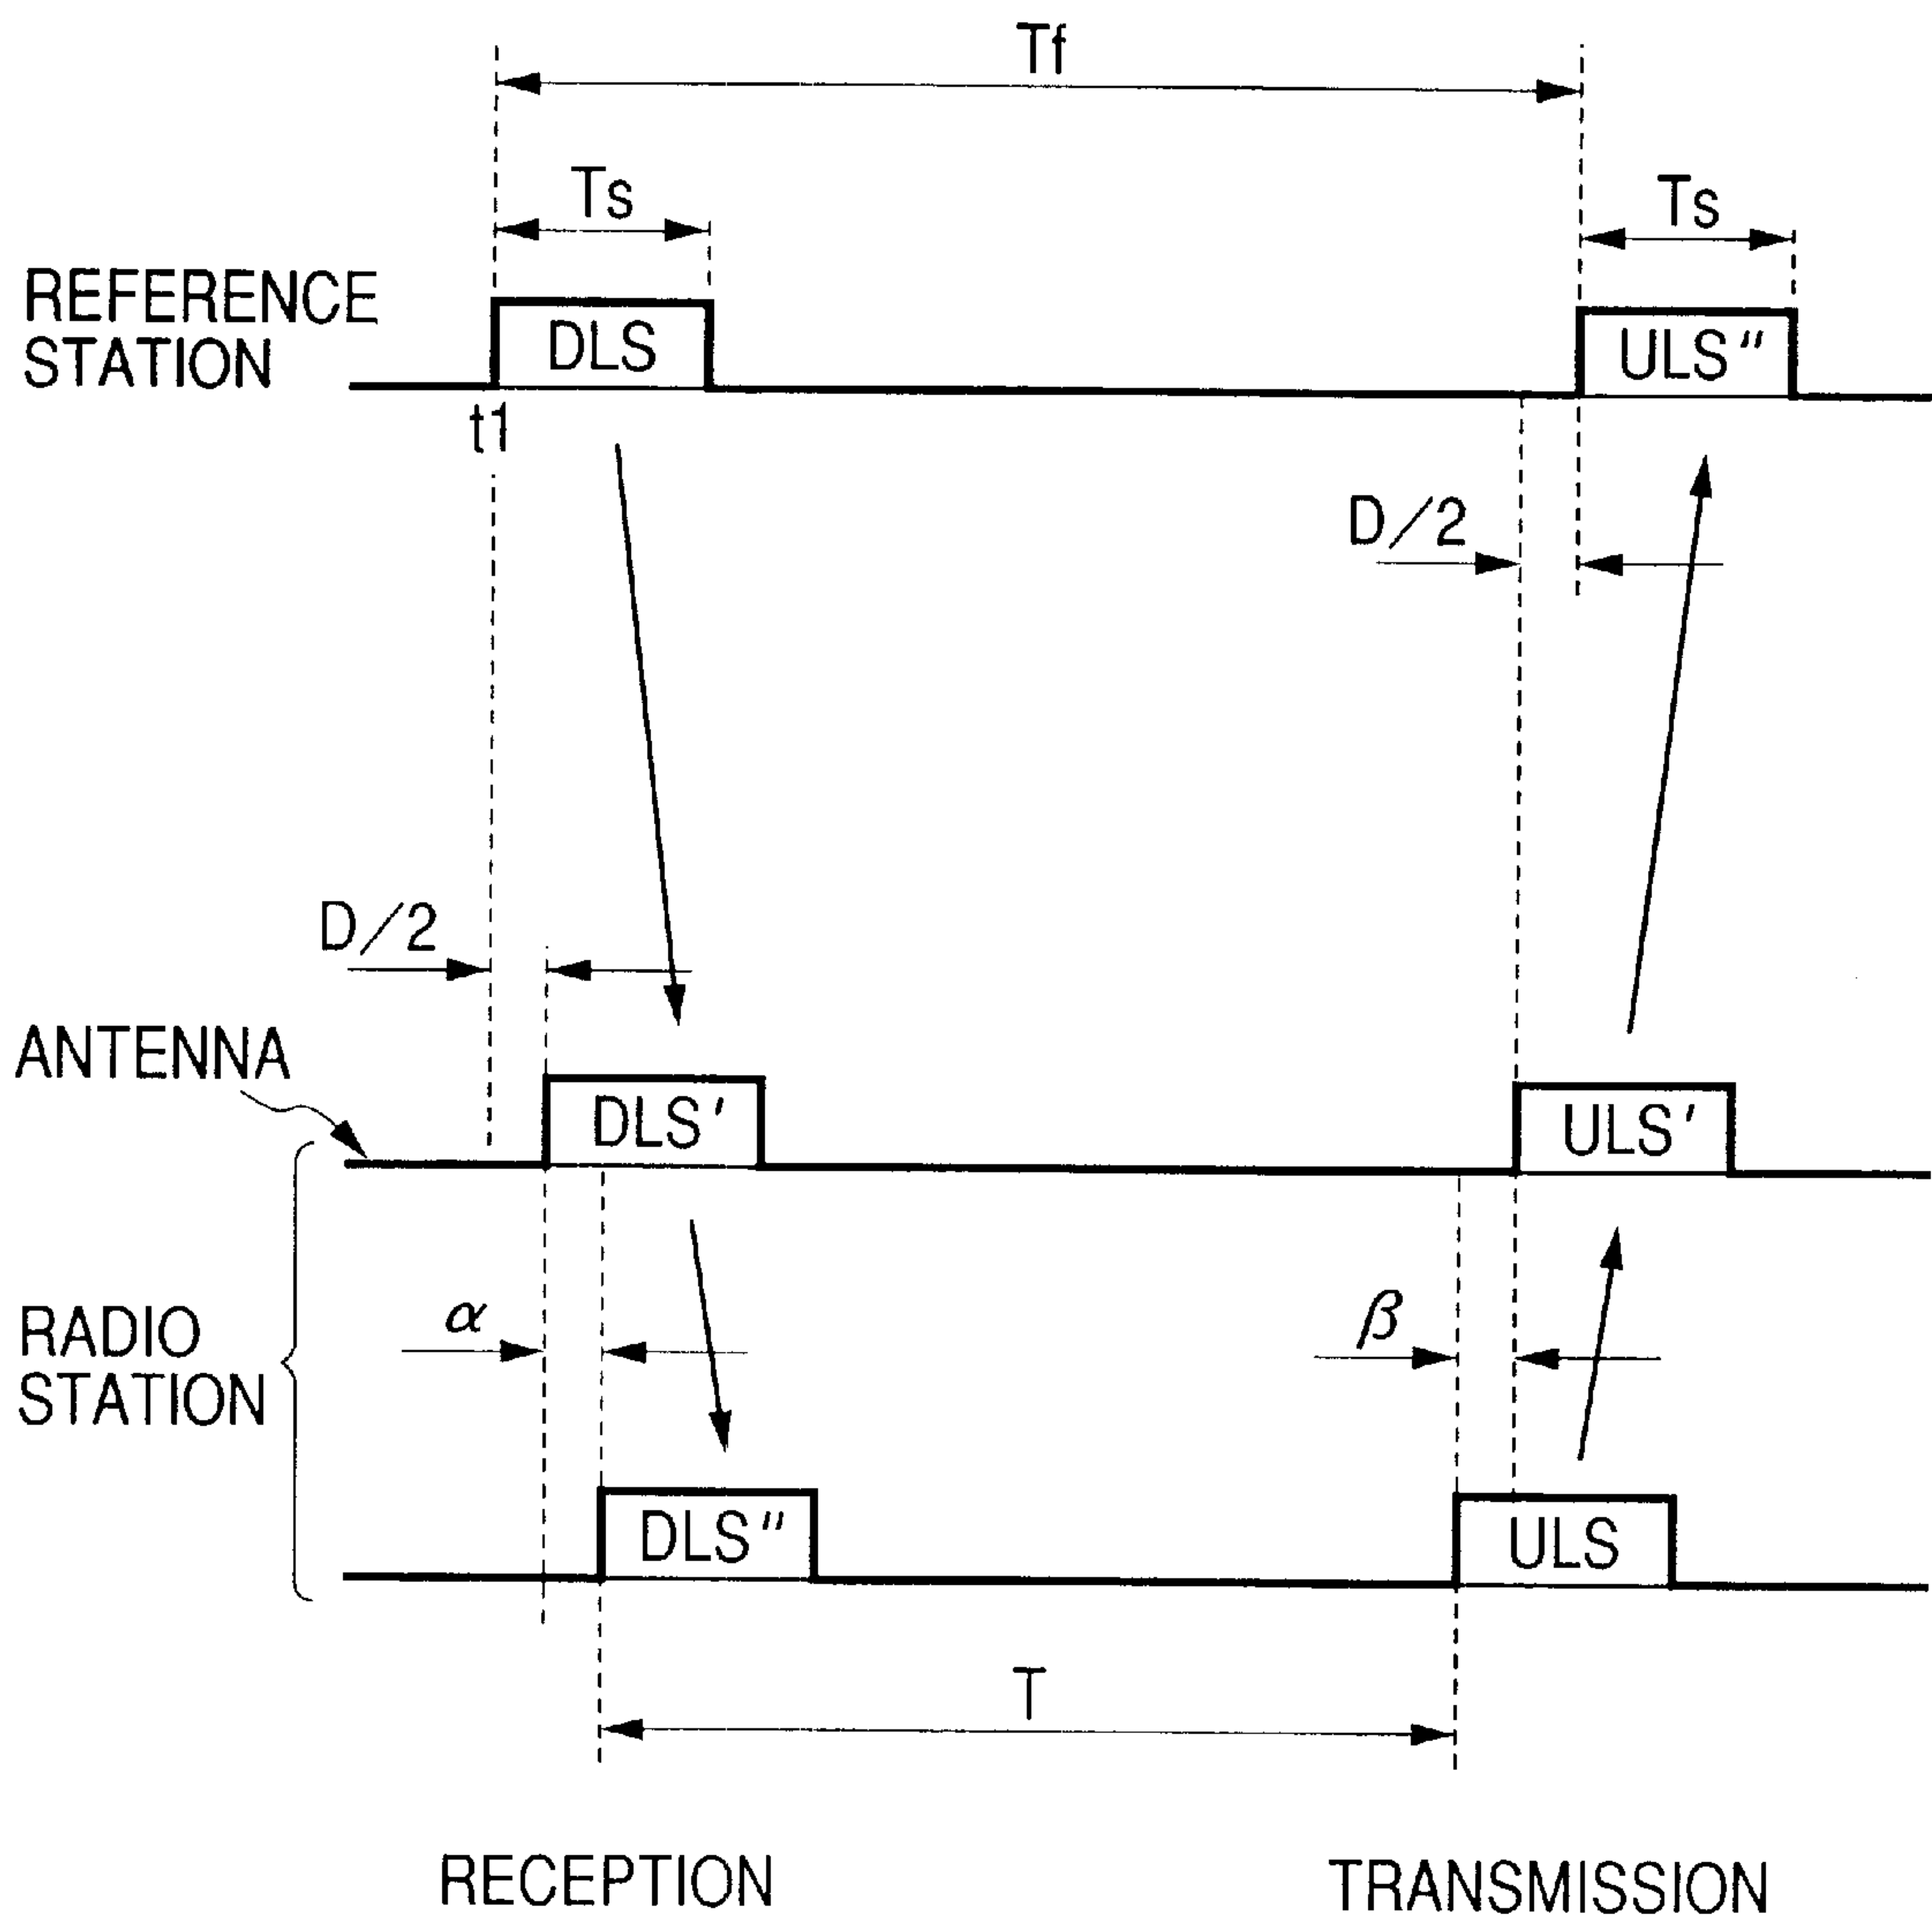 Tf
Ts
Ts
REFERENCE
STATION
DLS
ULS"
t1
D/2
D/2
ANTENNA
DLS'
ULS'
α
β
RADIO
STATION
DLS"
ULS
T
RECEPTION
TRANSMISSION